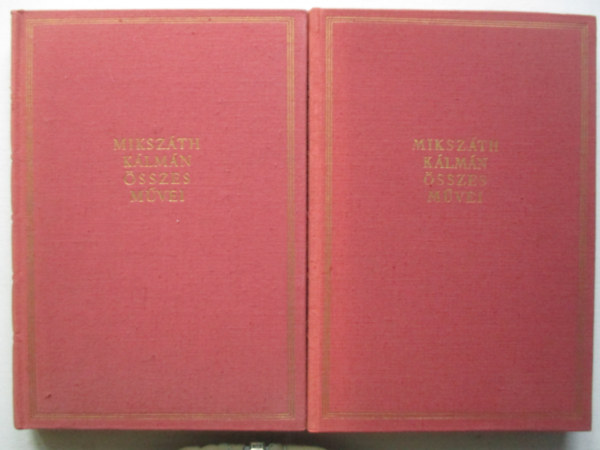 MIKSZÁTH
KÁLMÁN
ÖSSZES
MŰVEI
MIKSZÁTH
KÁLMÁN
ÖSSZES
MŰVEI